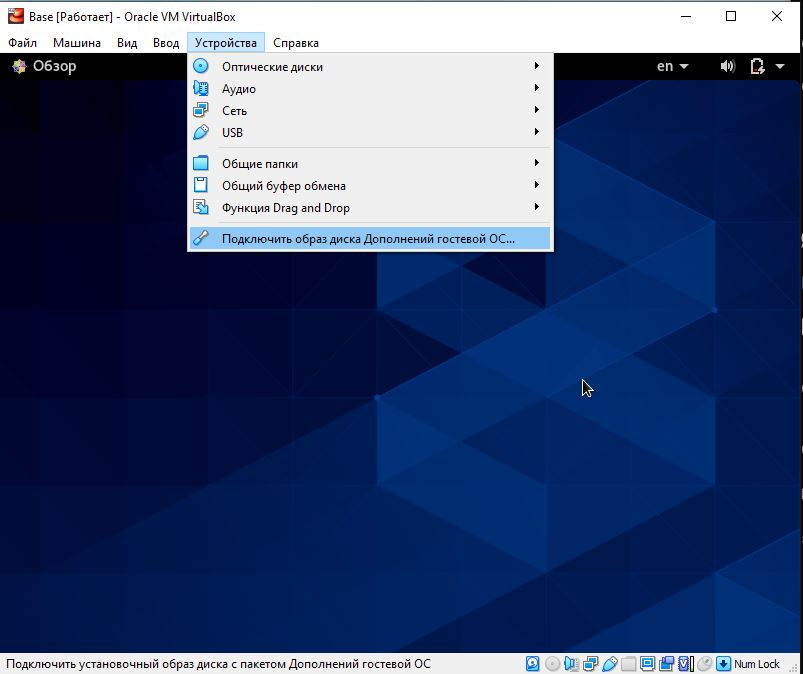 Base [Работает] - Oracle VM VirtualBox
Файл Машина Вид Ввод Устройства Справка
Обзор
en
Оптические диски
Аудио
Сеть
USB
Общие папки
Общий буфер обмена
Функция Drag and Drop
Подключить образ диска Дополнений гостевой ОС...
Подключить установочный образ диска с пакетом Дополнений гостевой ОС
Num Lock